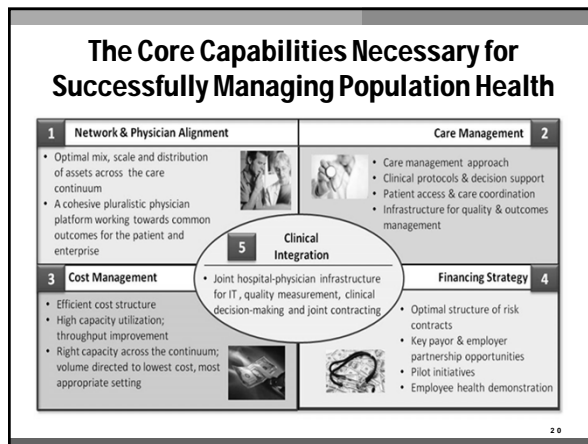 The Core Capabilities Necessary for
Successfully Managing Population Health
1 Network & Physician Alignment
• Optimal mix, scale and distribution
of assets across the care
continuum
• A cohesive pluralistic physician
platform working towards common
outcomes for the patient and
enterprise
Care Management 2
• Care management approach
• Clinical protocols & decision support
• Patient access & care coordination
• Infrastructure for quality & outcomes
management
5 Clinical
Integration
• Joint hospital-physician infrastructure
for IT , quality measurement, clinical
decision-making and joint contracting
3 Cost Management
• Efficient cost structure
• High capacity utilization;
throughput improvement
• Right capacity across the continuum;
volume directed to lowest cost, most
appropriate setting
Financing Strategy 4
• Optimal structure of risk
contracts
• Key payor & employer
partnership opportunities
• Pilot initiatives
• Employee health demonstration
20